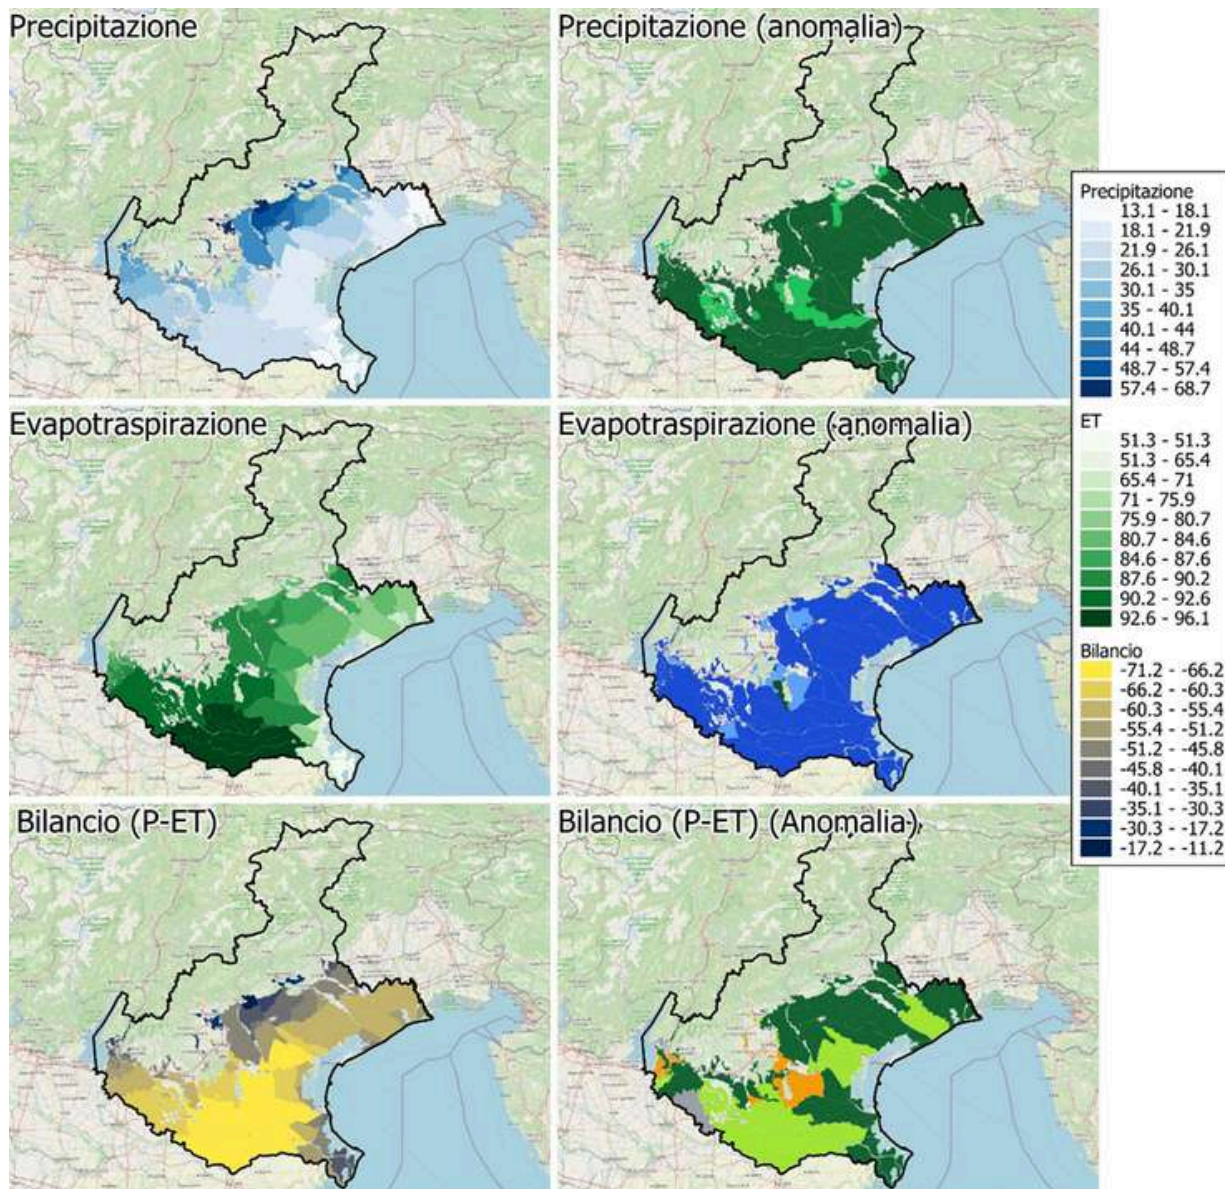 Precipitazione
Precipitazione (anomalia)
Precipitazione
13.1 - 18.1
18.1 - 21.9
21.9 - 26.1
26.1 - 30.1
30.1 - 35
35 - 40.1
40.1 - 44
44 - 48.7
48.7 - 57.4
57.4 - 68.7
Evapotraspirazione
Evapotraspirazione (anomalia)
ET
51.3 - 51.3
51.3 - 65.4
65.4 - 71
71 - 75.9
75.9 - 80.7
80.7 - 84.6
84.6 - 87.6
87.6 - 90.2
90.2 - 92.6
92.6 - 96.1
Bilancio
-71.2 - -66.2
-66.2 - -60.3
-60.3 - -55.4
-55.4 - -51.2
-51.2 - -45.8
-45.8 - -40.1
-40.1 - -35.1
-35.1 - -30.3
-30.3 - -17.2
-17.2 - -11.2
Bilancio (P-ET)
Bilancio (P-ET) (Anomalia)